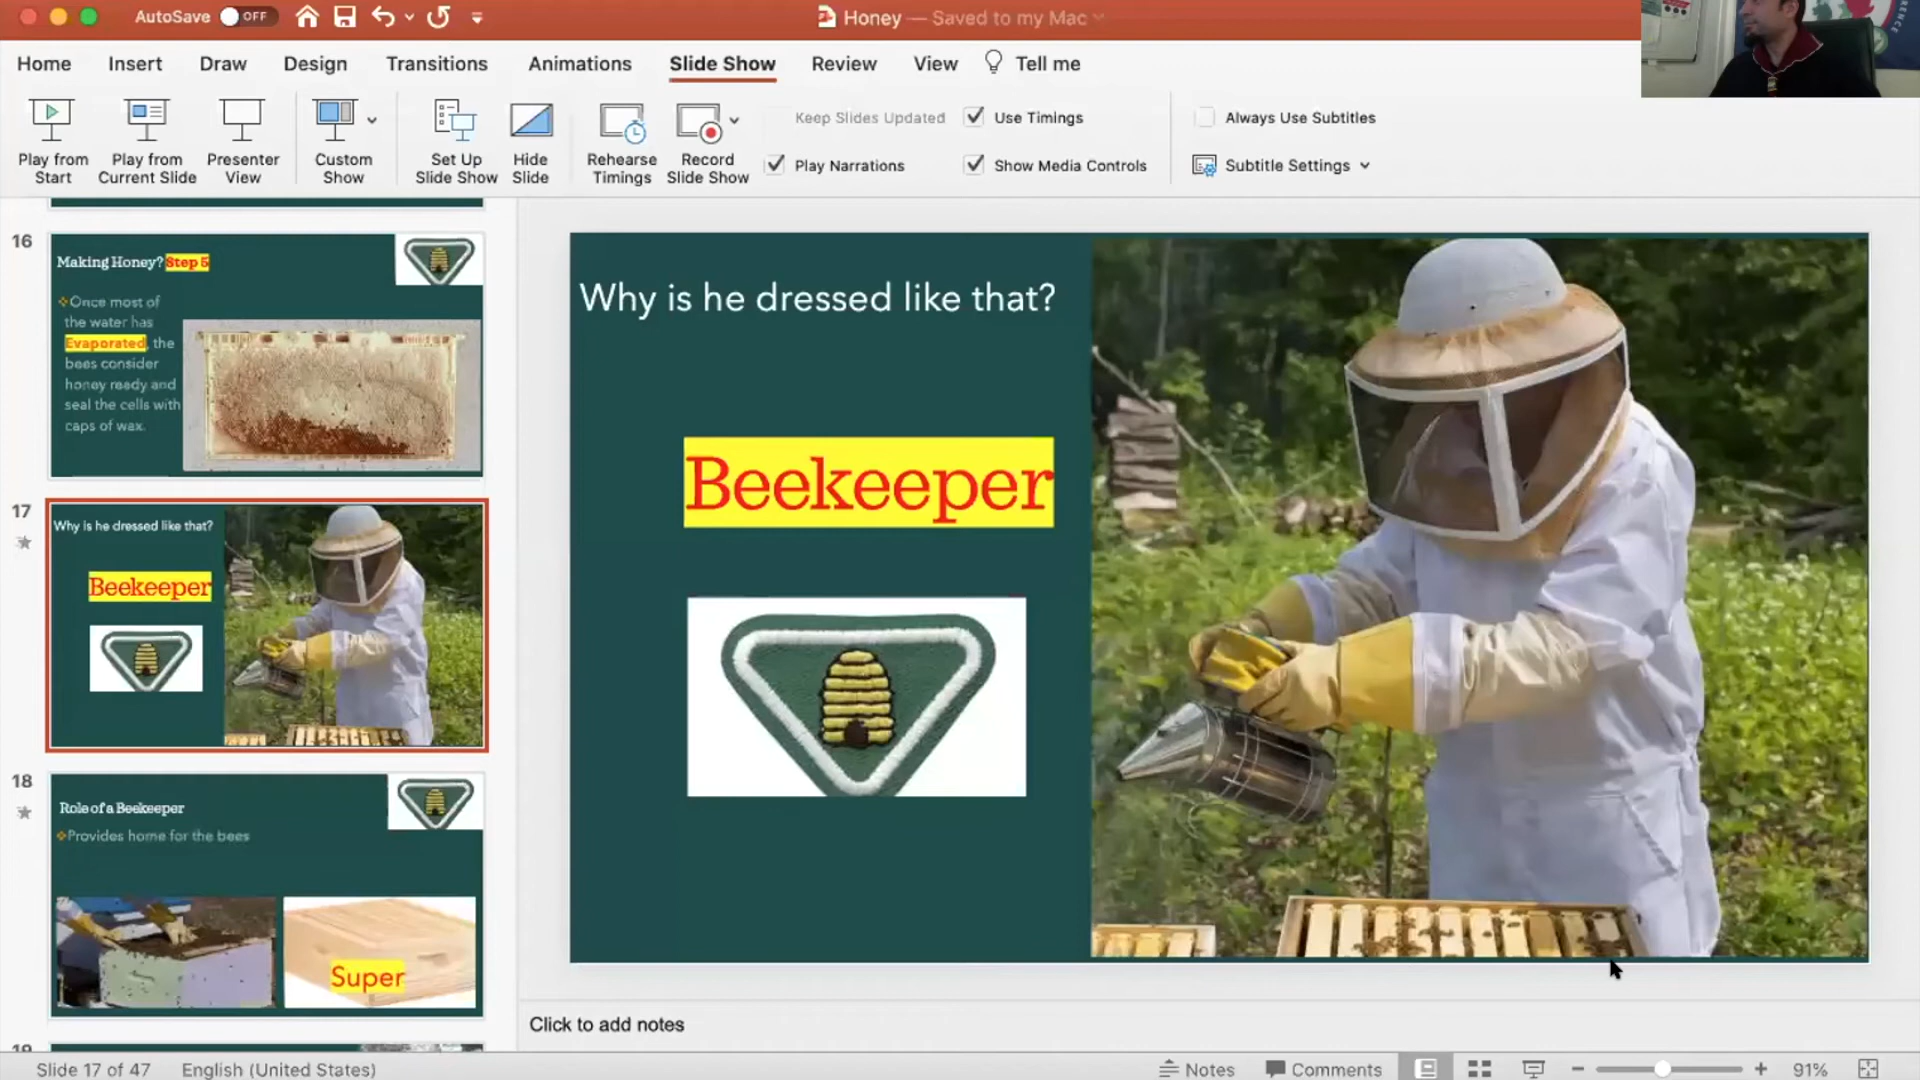 AutoSave OFF
Honey — Saved to my Mac
Home Insert Draw Design Transitions Animations Slide Show Review View Tell me
Play from Start
Play from Current Slide
Presenter View
Custom Show
Set Up Slide Show
Hide Slide
Rehearse Timings
Record Slide Show
Keep Slides Updated
Play Narrations
Use Timings
Show Media Controls
Always Use Subtitles
Subtitle Settings
16
Making Honey? Step 5
Once most of
the water has
Evaporated, the
bees consider
honey ready and
seal the cells with
caps of wax.
17
Why is he dressed like that?
Beekeeper
18
Role of a Beekeeper
Provides home for the bees
Super
19
Why is he dressed like that?
Beekeeper
Click to add notes
Slide 17 of 47 English (United States)
Notes Comments 91%